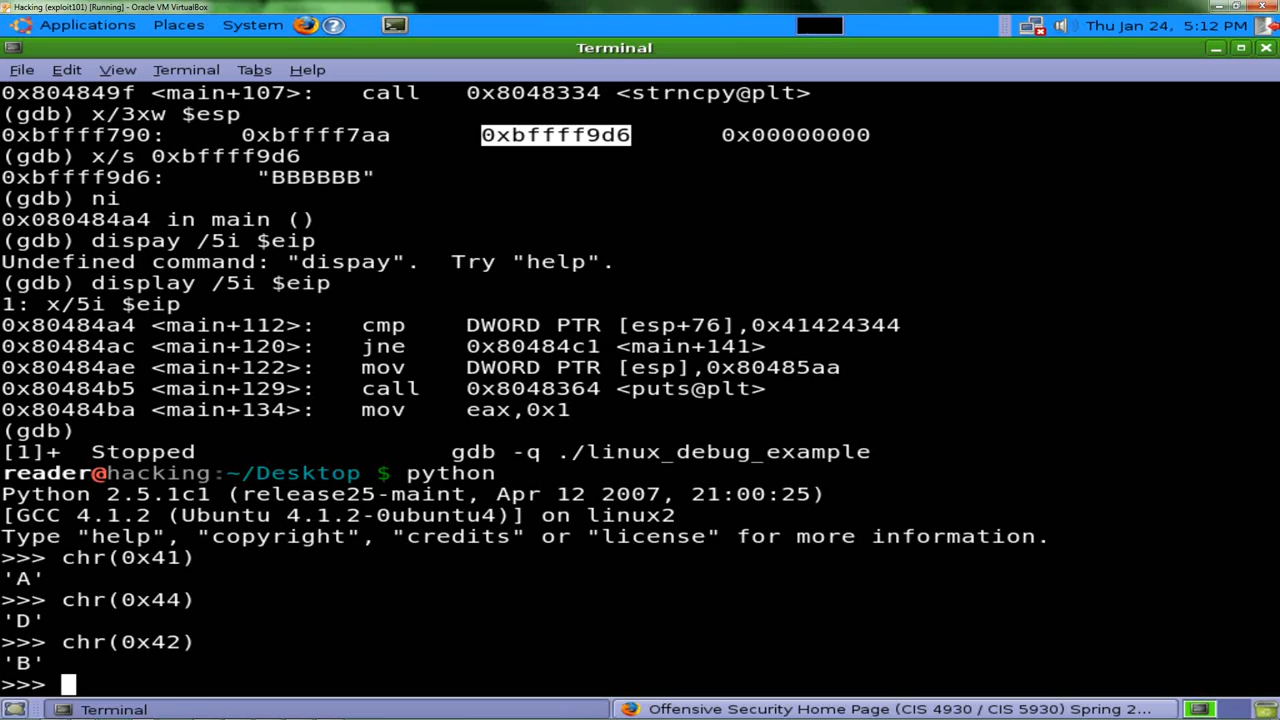 Hacking (exploit101) [Running] - Oracle VM VirtualBox
Applications Places System Thu Jan 24, 5:12 PM
Terminal
File Edit View Terminal Tabs Help
0x804849f <main+107>: call 0x8048334 <strncpy@plt>
(gdb) x/3xw $esp
0xbffff790: 0xbffff7aa 0xbffff9d6 0x00000000
(gdb) x/s 0xbffff9d6
0xbffff9d6: "BBBBBB"
(gdb) ni
0x080484a4 in main ()
(gdb) dispay /5i $eip
Undefined command: "dispay". Try "help".
(gdb) display /5i $eip
1: x/5i $eip
0x80484a4 <main+112>: cmp DWORD PTR [esp+76],0x41424344
0x80484ac <main+120>: jne 0x80484c1 <main+141>
0x80484ae <main+122>: mov DWORD PTR [esp],0x80485aa
0x80484b5 <main+129>: call 0x8048364 <puts@plt>
0x80484ba <main+134>: mov eax,0x1
(gdb)
[1]+ Stopped gdb -q ./linux_debug_example
reader@hacking:~/Desktop $ python
Python 2.5.1c1 (release25-maint, Apr 12 2007, 21:00:25)
[GCC 4.1.2 (Ubuntu 4.1.2-0ubuntu4)] on linux2
Type "help", "copyright", "credits" or "license" for more information.
>>> chr(0x41)
'A'
>>> chr(0x44)
'D'
>>> chr(0x42)
'B'
>>>
Terminal Offensive Security Home Page (CIS 4930 / CIS 5930) Spring 2...